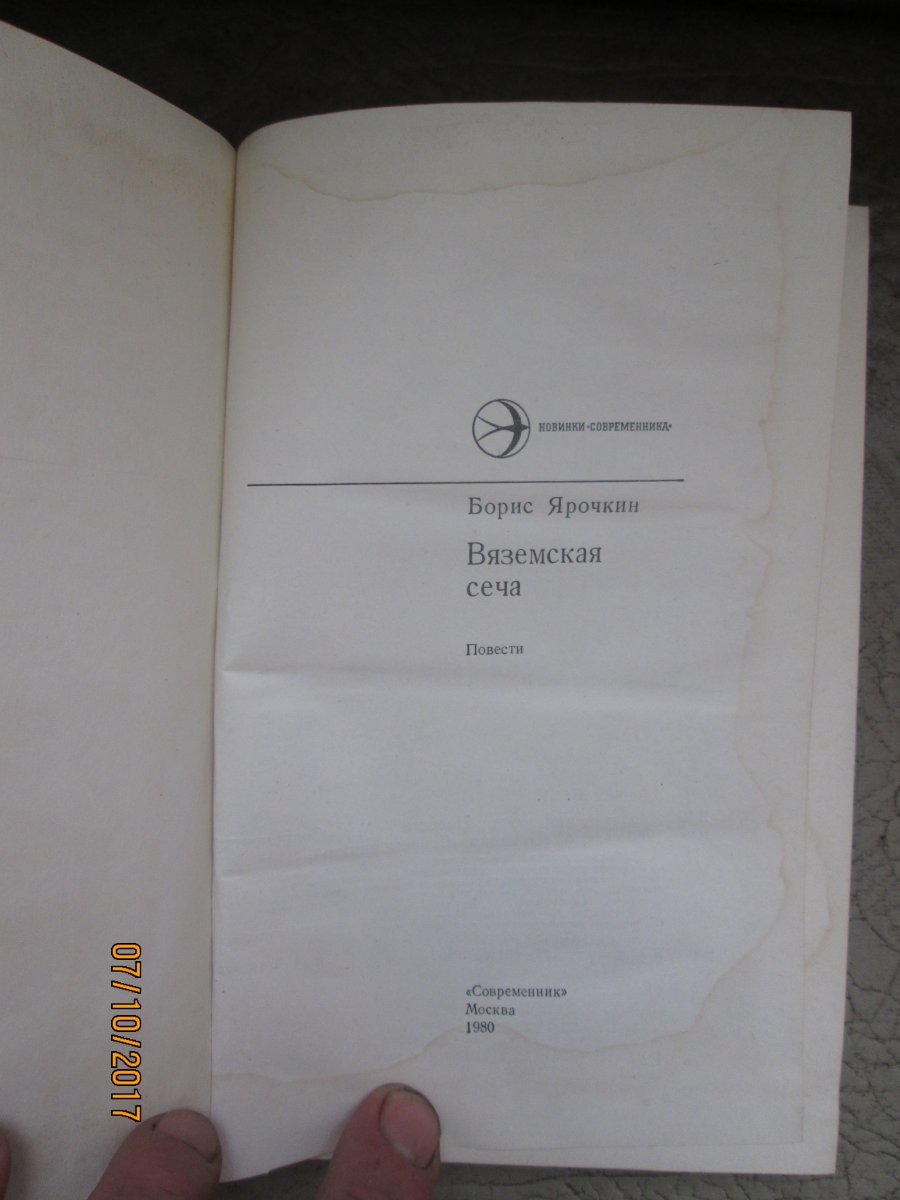 НОВИНКИ «СОВРЕМЕННИКА»
Борис Ярочкин
Вяземская
сеча
Повести
«Современник»
Москва
1980
07/10/2017